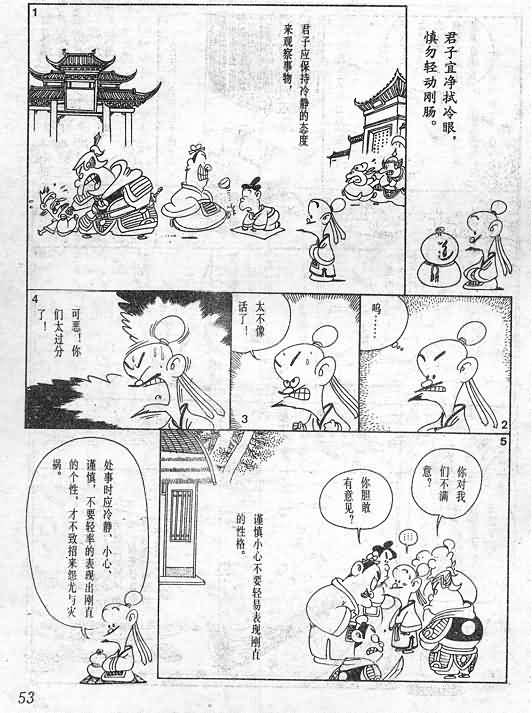 君子宜净拭冷眼，
慎勿轻动刚肠。
道
1
君子应保持冷静的态度
来观察事物，
呜……
2
太不像
话了！
3
4
可恶！你
们太过分
了！
5
你对我
们不满
意？
你胆敢
有意见？
谨慎小心不要轻易表现刚直
的性格。
处事时应冷静、小心、
谨慎，不要轻率的表现出刚直
的个性，才不致招来怨尤与灾
祸。
53